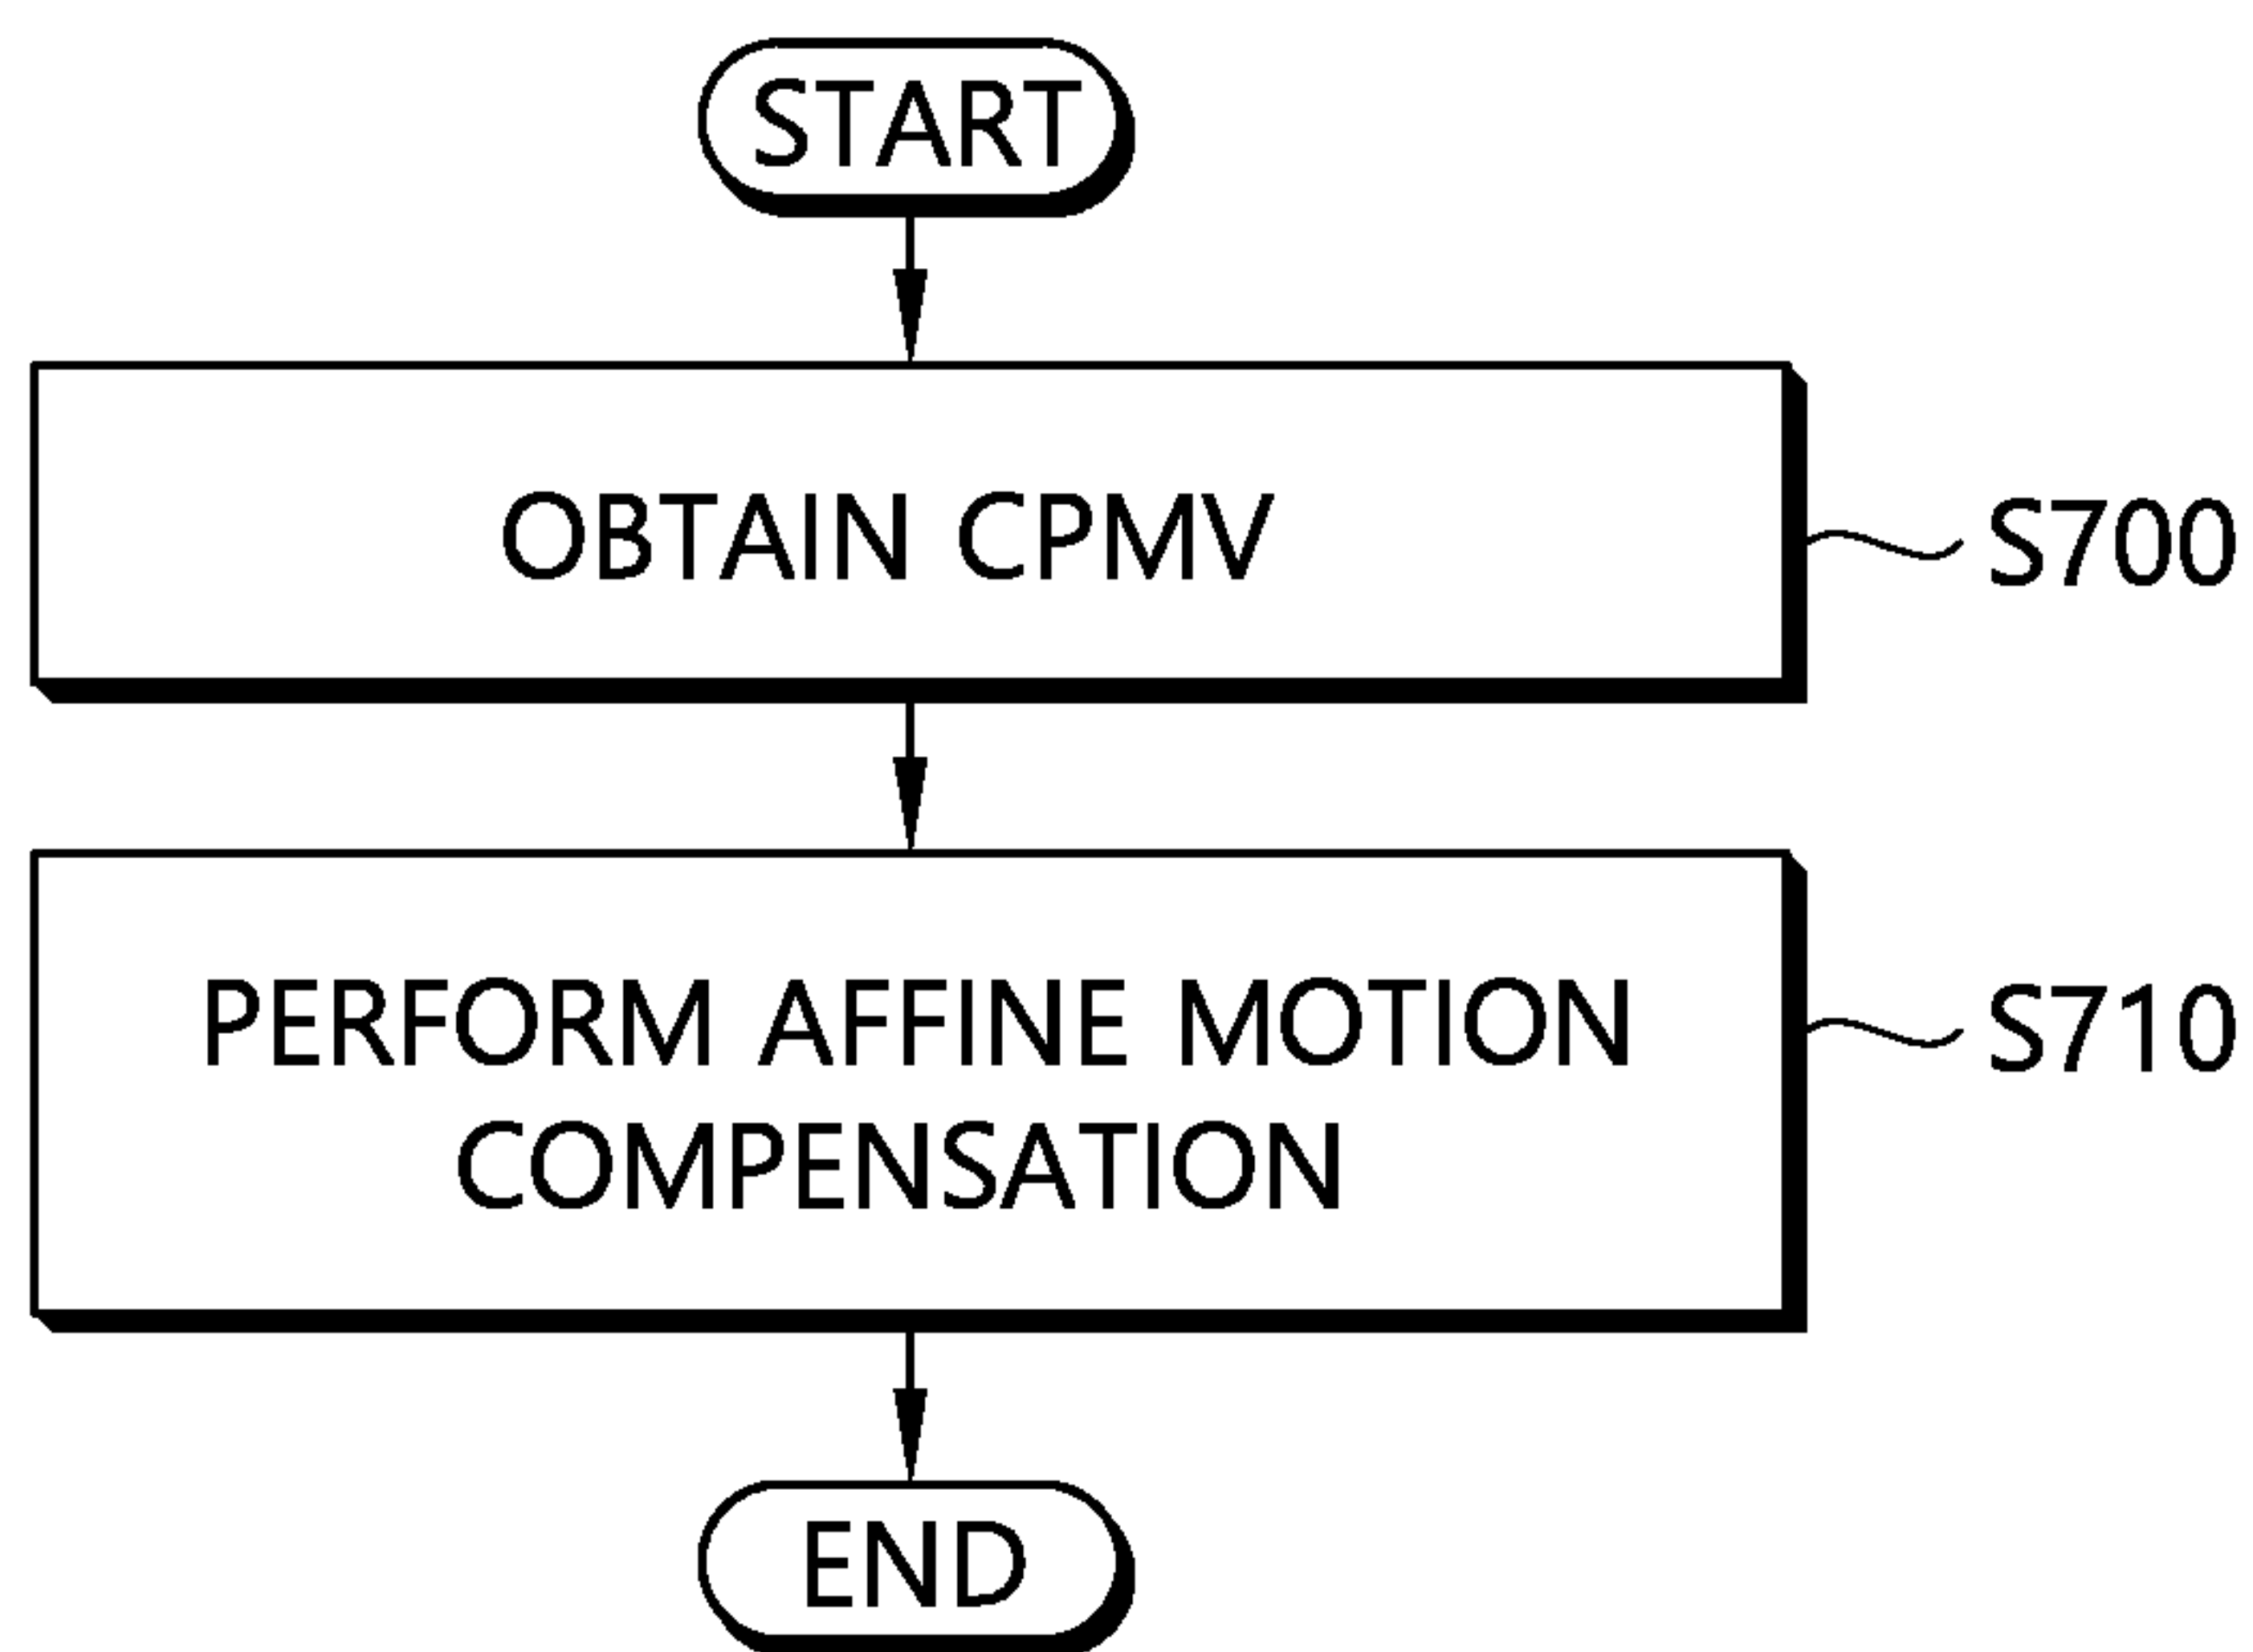 START
OBTAIN CPMV
S700
PERFORM AFFINE MOTION
COMPENSATION
S710
END